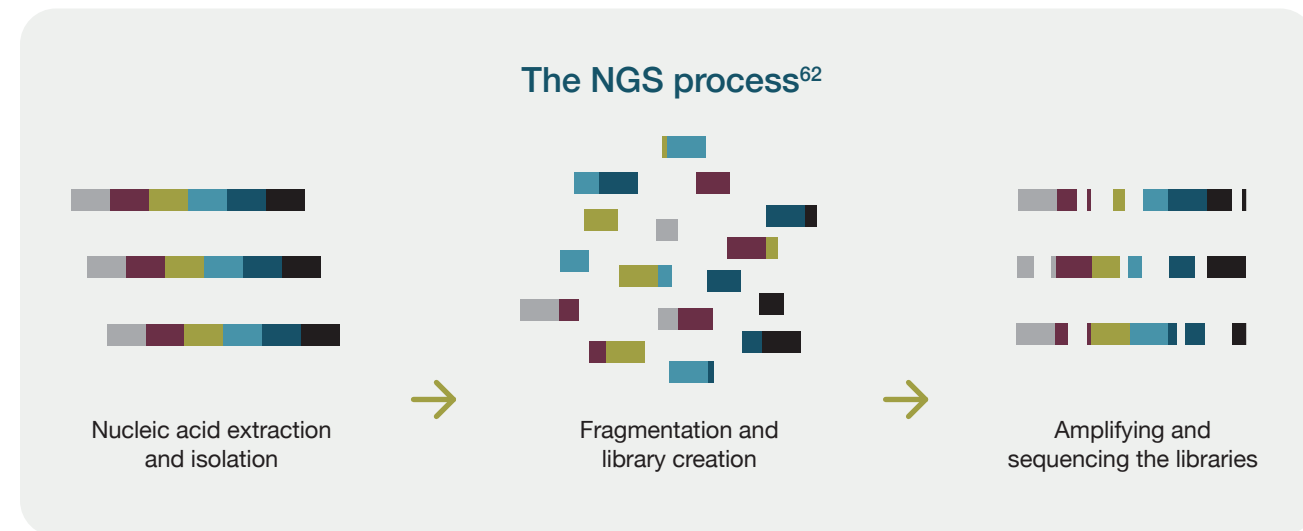 The NGS process⁶²
Nucleic acid extraction
and isolation
Fragmentation and
library creation
Amplifying and
sequencing the libraries